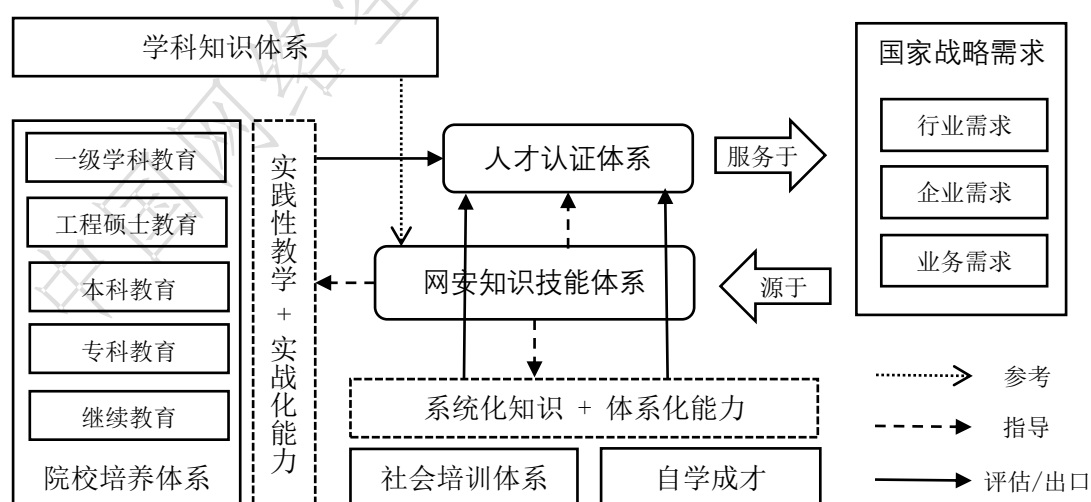 学科知识体系
国家战略需求
行业需求
企业需求
业务需求
一级学科教育
工程硕士教育
本科教育
专科教育
继续教育
院校培养体系
实践性教学 + 实战化能力
人才认证体系
服务于
网安知识技能体系
源于
系统化知识 + 体系化能力
社会培训体系
自学成才
参考
指导
评估/出口
中国网络空